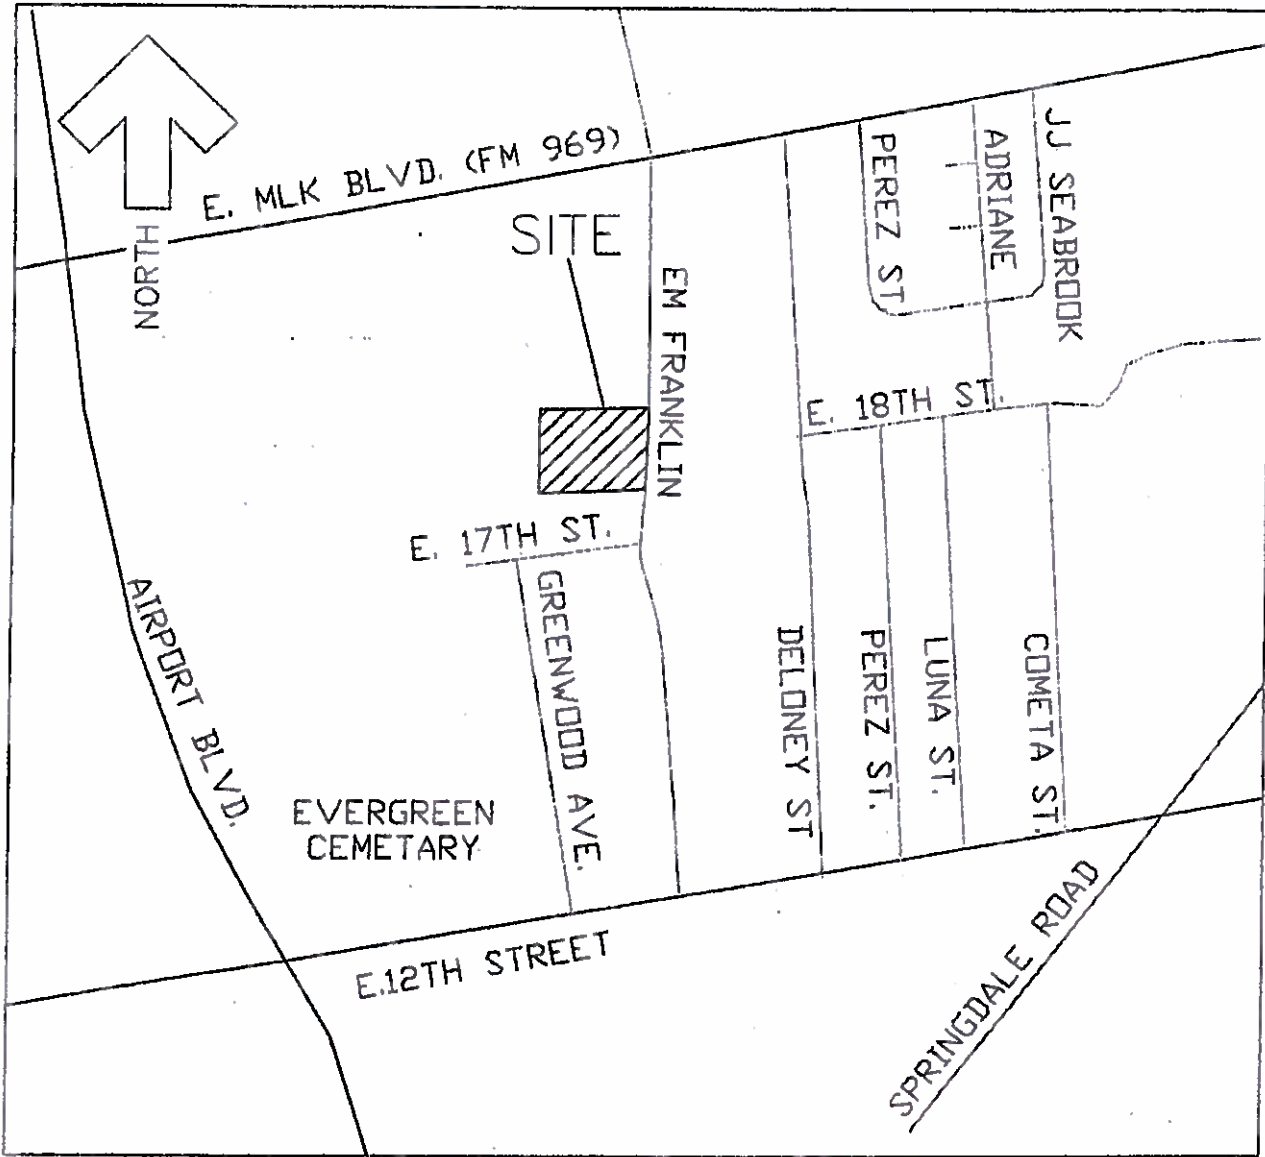 E. MLK BLVD. (FM 969)
NORTH
SITE
EM FRANKLIN
PEREZ ST
ADRIANE
JJ SEABROOK
E. 18TH ST.
E. 17TH ST.
AIRPORT BLVD.
GREENWOOD AVE.
DELONEY ST
PEREZ ST.
LUNA ST.
COMETA ST.
EVERGREEN
CEMETARY
E.12TH STREET
SPRINGDALE ROAD